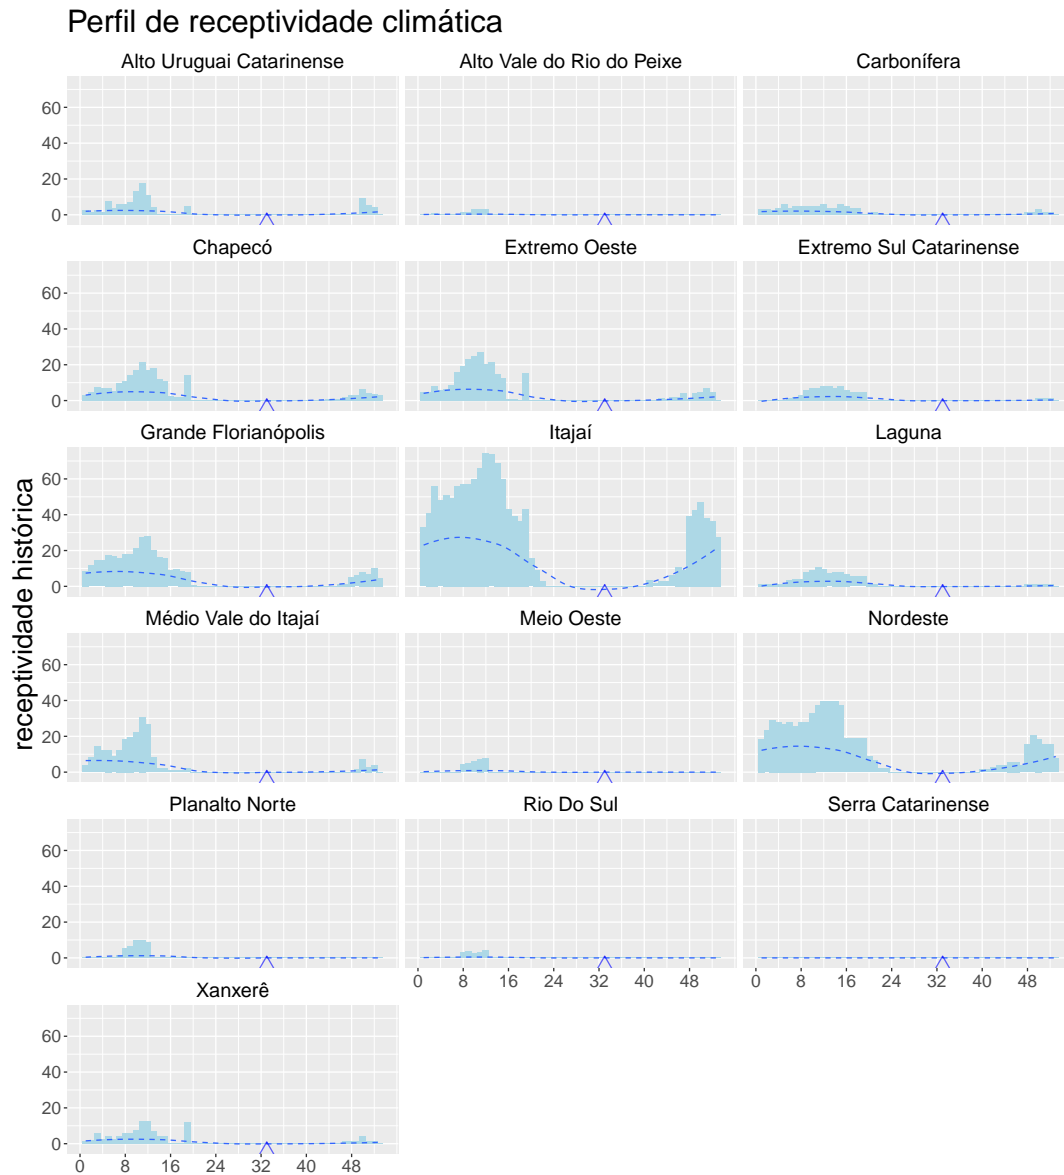 Perfil de receptividade climática
Alto Uruguai Catarinense
Alto Vale do Rio do Peixe
Carbonífera
60
40
20
0
Chapecó
Extremo Oeste
Extremo Sul Catarinense
60
40
20
0
Grande Florianópolis
Itajaí
Laguna
60
40
20
0
receptividade histórica
Médio Vale do Itajaí
Meio Oeste
Nordeste
60
40
20
0
Planalto Norte
Rio Do Sul
Serra Catarinense
60
40
20
0
0 8 16 24 32 40 48
0 8 16 24 32 40 48
Xanxerê
60
40
20
0
0 8 16 24 32 40 48